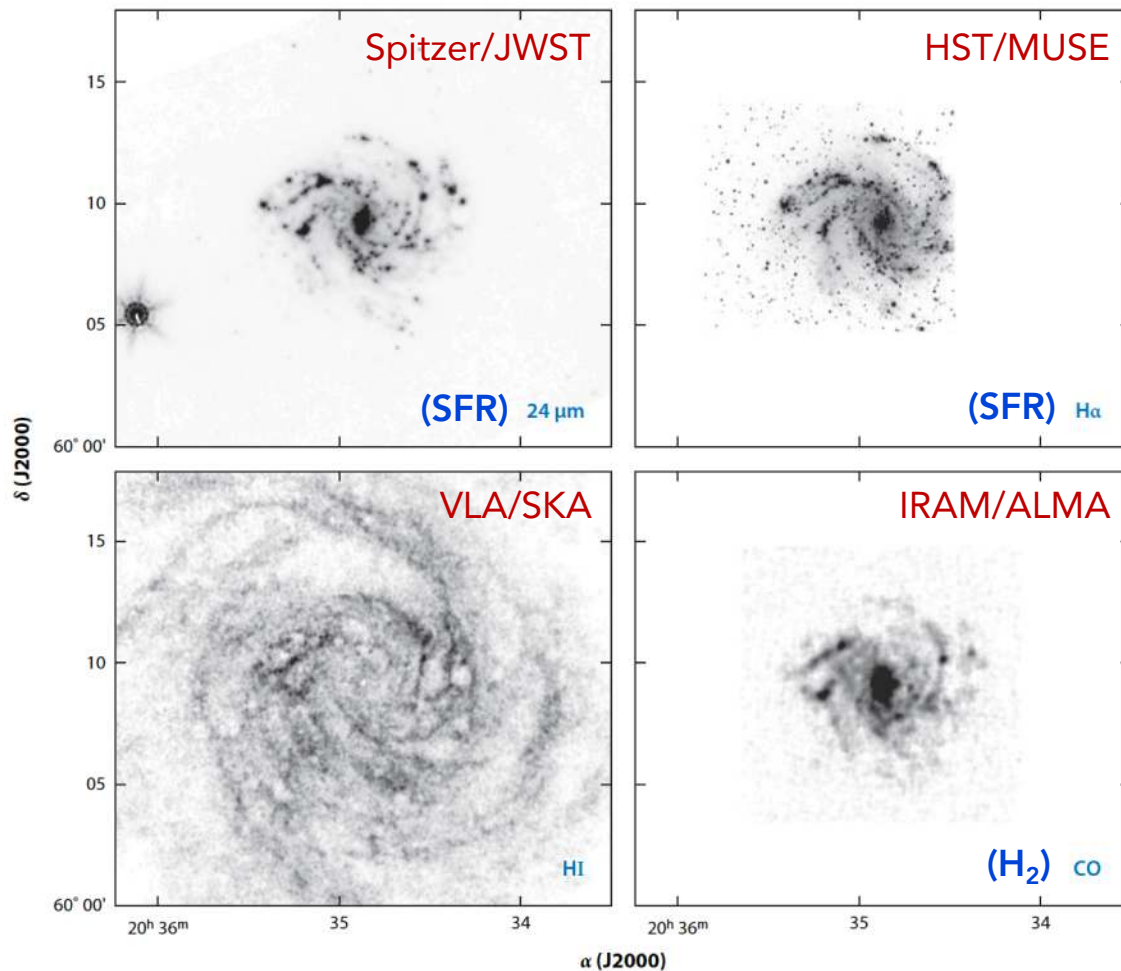 Spitzer/JWST
HST/MUSE
15
10
05
60° 00'
(SFR) 24 μm
(SFR) Hα
δ (J2000)
VLA/SKA
IRAM/ALMA
15
10
05
60° 00'
HI
(H₂) CO
20ʰ 36ᵐ
35
34
20ʰ 36ᵐ
35
34
α (J2000)